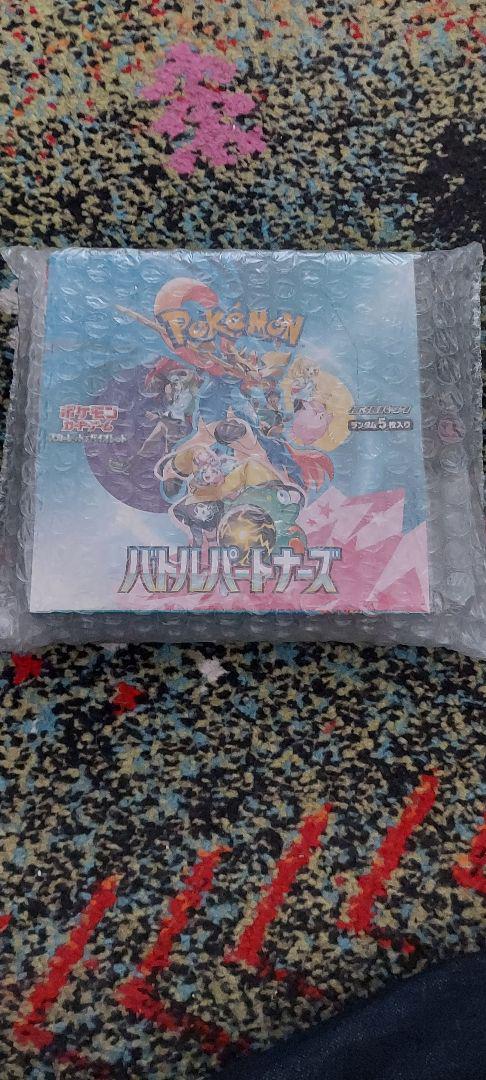 POKéMON
ポケモン
カードゲーム
スカーレット&バイオレット
拡張パック
ランダム5枚入り
バトルパートナーズ